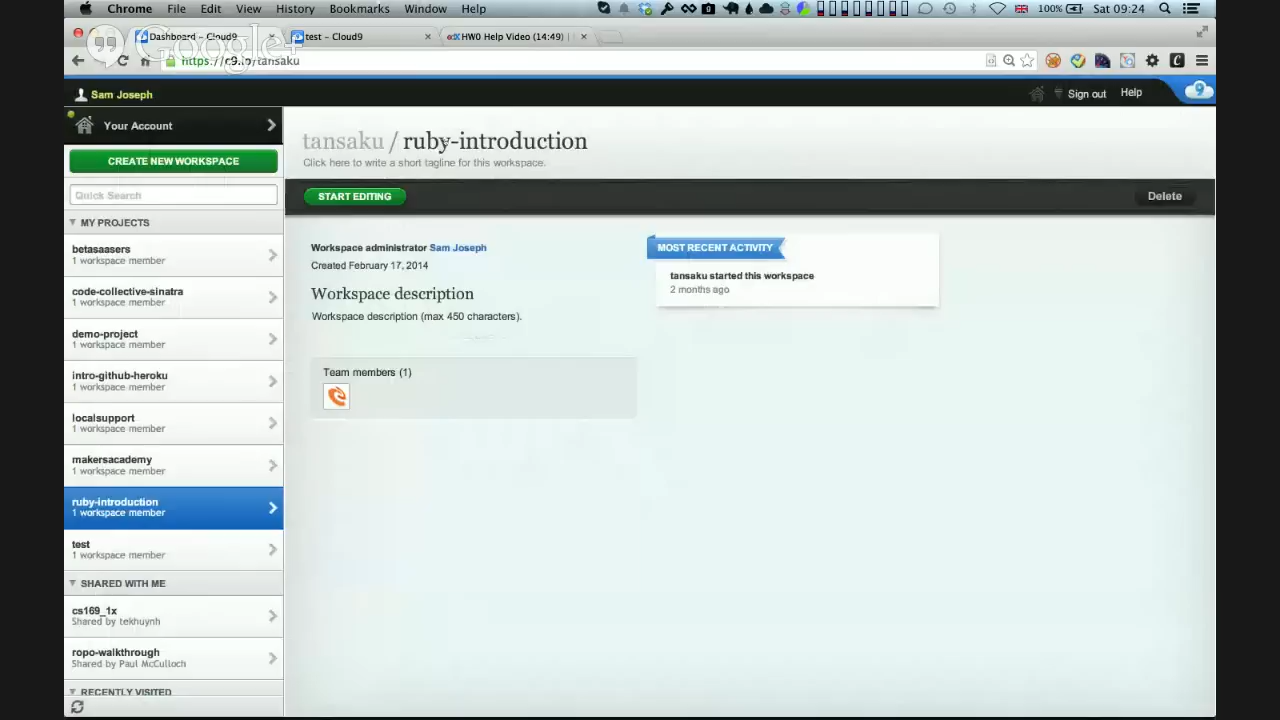 Chrome File Edit View History Bookmarks Window Help 100% Sat 09:24
Google+
Dashboard - Cloud9 test - Cloud9 edX HW0 Help Video (14:49) |
https://c9.io/tansaku
Sam Joseph
Sign out Help
Your Account
CREATE NEW WORKSPACE
Quick Search
MY PROJECTS
betasaasers
1 workspace member
code-collective-sinatra
1 workspace member
demo-project
1 workspace member
intro-github-heroku
1 workspace member
localsupport
1 workspace member
makersacademy
1 workspace member
ruby-introduction
1 workspace member
test
1 workspace member
SHARED WITH ME
cs169_1x
Shared by tekhuynh
ropo-walkthrough
Shared by Paul McCulloch
RECENTLY VISITED
tansaku / ruby-introduction
Click here to write a short tagline for this workspace.
START EDITING
Delete
Workspace administrator Sam Joseph
Created February 17, 2014
Workspace description
Workspace description (max 450 characters).
Team members (1)
MOST RECENT ACTIVITY
tansaku started this workspace
2 months ago